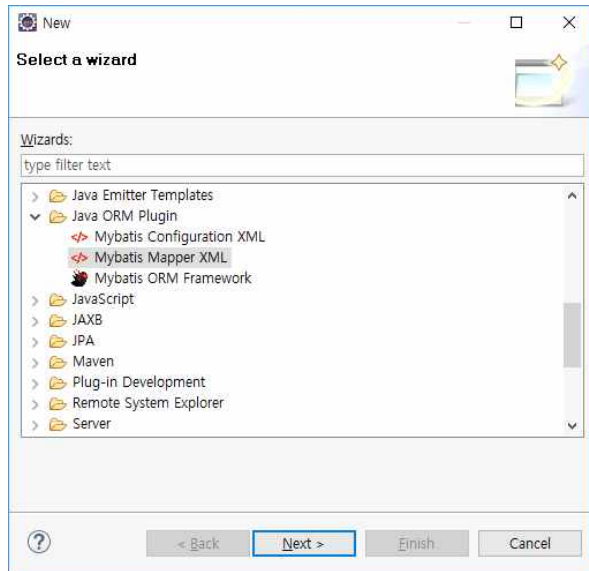 New
Select a wizard
Wizards:
type filter text
Java Emitter Templates
Java ORM Plugin
</> Mybatis Configuration XML
</> Mybatis Mapper XML
Mybatis ORM Framework
JavaScript
JAXB
JPA
Maven
Plug-in Development
Remote System Explorer
Server
? < Back Next > Finish Cancel